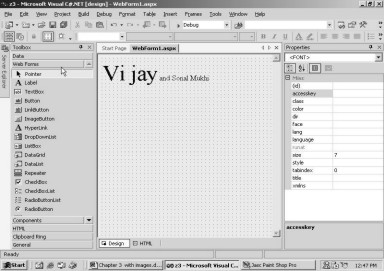 z3 - Microsoft Visual C#.NET [design] - WebForm1.aspx
File Edit View Project Build Debug Format Table Insert Frames Tools Window Help
Debug
B I U
Toolbox
Start Page WebForm1.aspx
Properties
Server Explorer
Data
Web Forms
Pointer
Label
TextBox
Button
LinkButton
ImageButton
HyperLink
DropDownList
ListBox
DataGrid
DataList
Repeater
CheckBox
CheckBoxList
RadioButtonList
RadioButton
Components
HTML
Clipboard Ring
General
Vi jay and Sonal Mukhi
Design HTML
<FONT>
Misc
(id)
accesskey
class
color
dir
face
lang
language
runat
size 7
style
tabindex 0
title
xmlns
accesskey
Ready
Start
Chapter 3 with images.d...
z3 - Microsoft Visual C...
Jasc Paint Shop Pro
12:47 PM